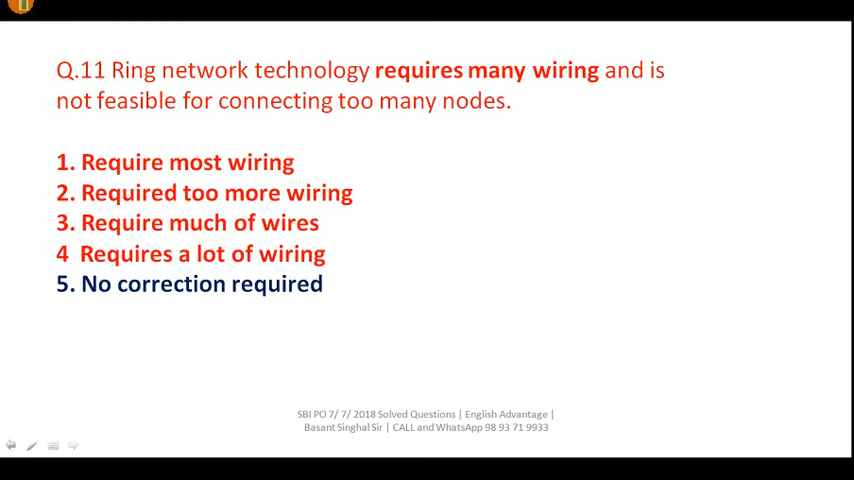 Q.11 Ring network technology requires many wiring and is
not feasible for connecting too many nodes.
1. Require most wiring
2. Required too more wiring
3. Require much of wires
4  Requires a lot of wiring
5. No correction required
SBI PO 7/ 7/ 2018 Solved Questions | English Advantage |
Basant Singhal Sir | CALL and WhatsApp 98 93 71 9933